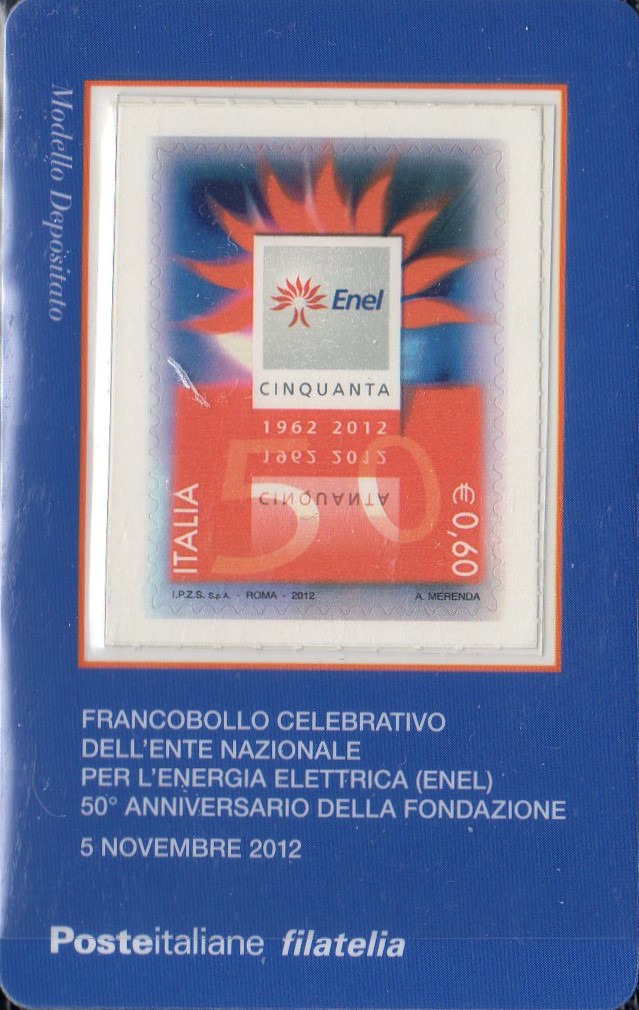 Modello Depositato
Enel
CINQUANTA
1962 2012
1962 2012
CINQUANTA
50
ITALIA
€ 0,60
I.P.Z.S. S.p.A. - ROMA - 2012
A. MERENDA
FRANCOBOLLO CELEBRATIVO
DELL'ENTE NAZIONALE
PER L'ENERGIA ELETTRICA (ENEL)
50° ANNIVERSARIO DELLA FONDAZIONE
5 NOVEMBRE 2012
Posteitaliane filatelia